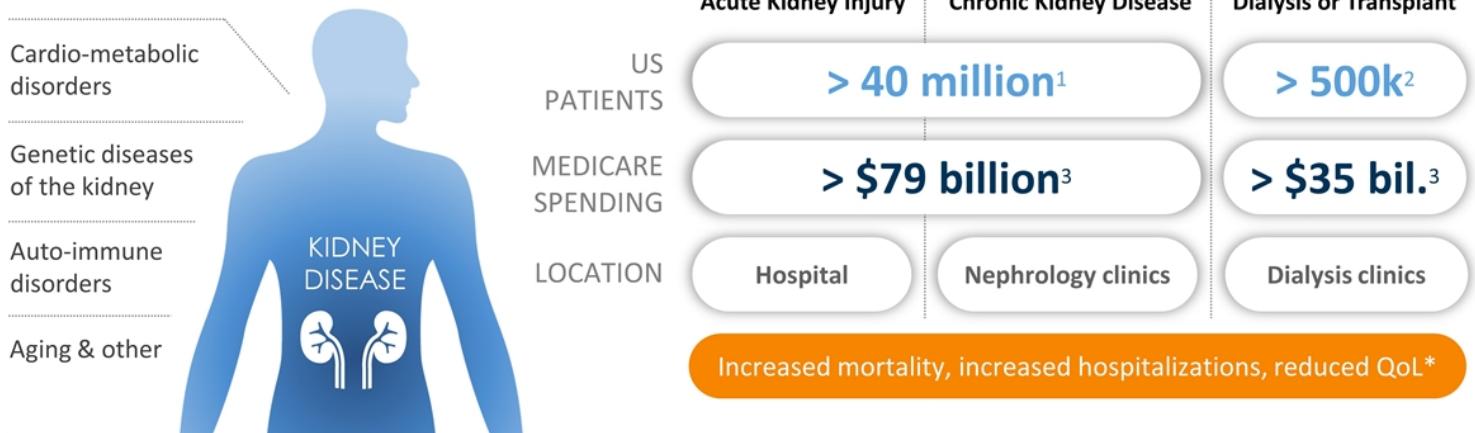 Acute Kidney Injury
Chronic Kidney Disease
Dialysis or Transplant
Cardio-metabolic
disorders
Genetic diseases
of the kidney
Auto-immune
disorders
Aging & other
KIDNEY
DISEASE
US
PATIENTS
> 40 million¹
> 500k²
MEDICARE
SPENDING
> $79 billion³
> $35 bil.³
LOCATION
Hospital
Nephrology clinics
Dialysis clinics
Increased mortality, increased hospitalizations, reduced QoL*